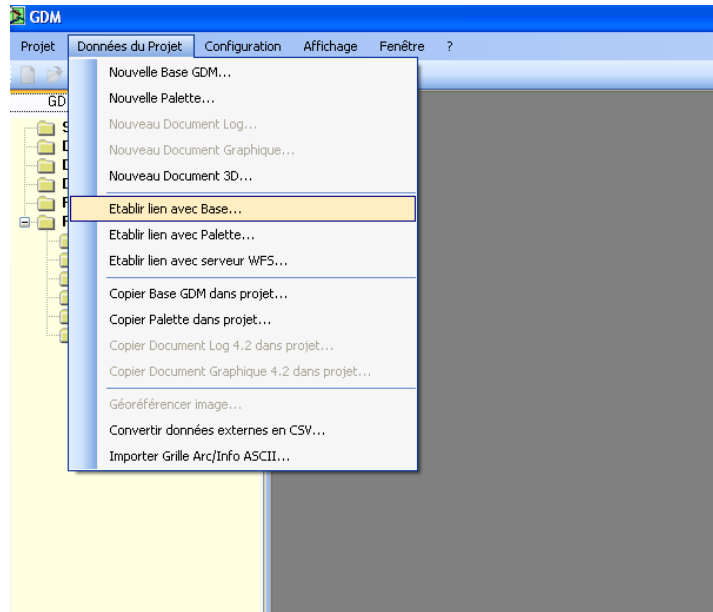 GDM
Projet Données du Projet Configuration Affichage Fenêtre ?
Nouvelle Base GDM...
Nouvelle Palette...
Nouveau Document Log...
Nouveau Document Graphique...
Nouveau Document 3D...
Etablir lien avec Base...
Etablir lien avec Palette...
Etablir lien avec serveur WFS...
Copier Base GDM dans projet...
Copier Palette dans projet...
Copier Document Log 4.2 dans projet...
Copier Document Graphique 4.2 dans projet...
Géoréférencer image...
Convertir données externes en CSV...
Importer Grille Arc/Info ASCII...